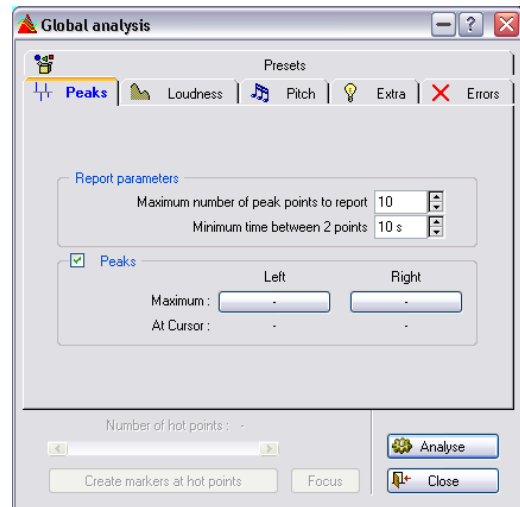 Global analysis
Presets
Peaks Loudness Pitch Extra Errors
Report parameters
Maximum number of peak points to report 10
Minimum time between 2 points 10 s
Peaks
Left Right
Maximum : - -
At Cursor : - -
Number of hot points : -
Analyse
Create markers at hot points Focus Close